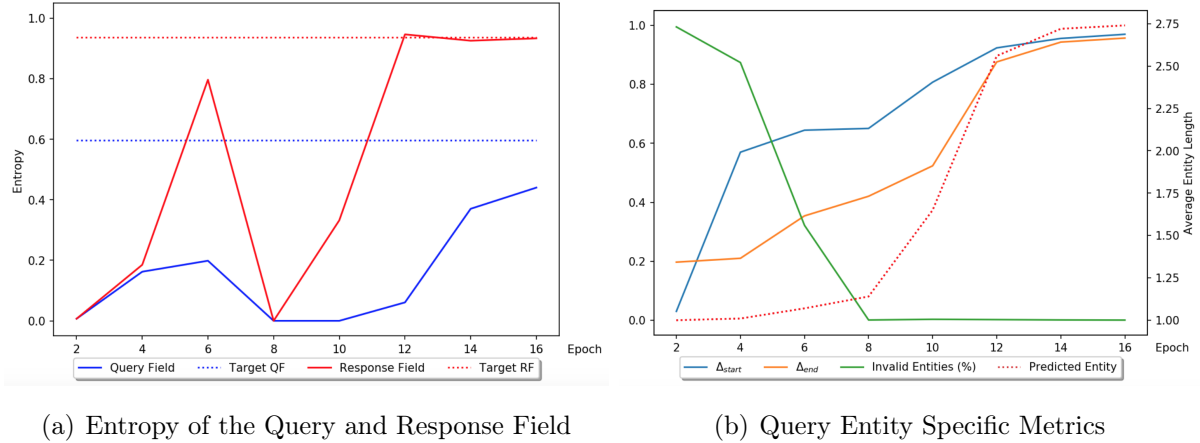 1.0
0.8
0.6
0.4
0.2
0.0
Entropy
2 4 6 8 10 12 14 16 Epoch
Query Field Target QF Response Field Target RF
(a) Entropy of the Query and Response Field
1.0
0.8
0.6
0.4
0.2
0.0
2.75
2.50
2.25
2.00
1.75
1.50
1.25
1.00
Average Entity Length
2 4 6 8 10 12 14 16 Epoch
Δstart Δend Invalid Entities (%) Predicted Entity
(b) Query Entity Specific Metrics